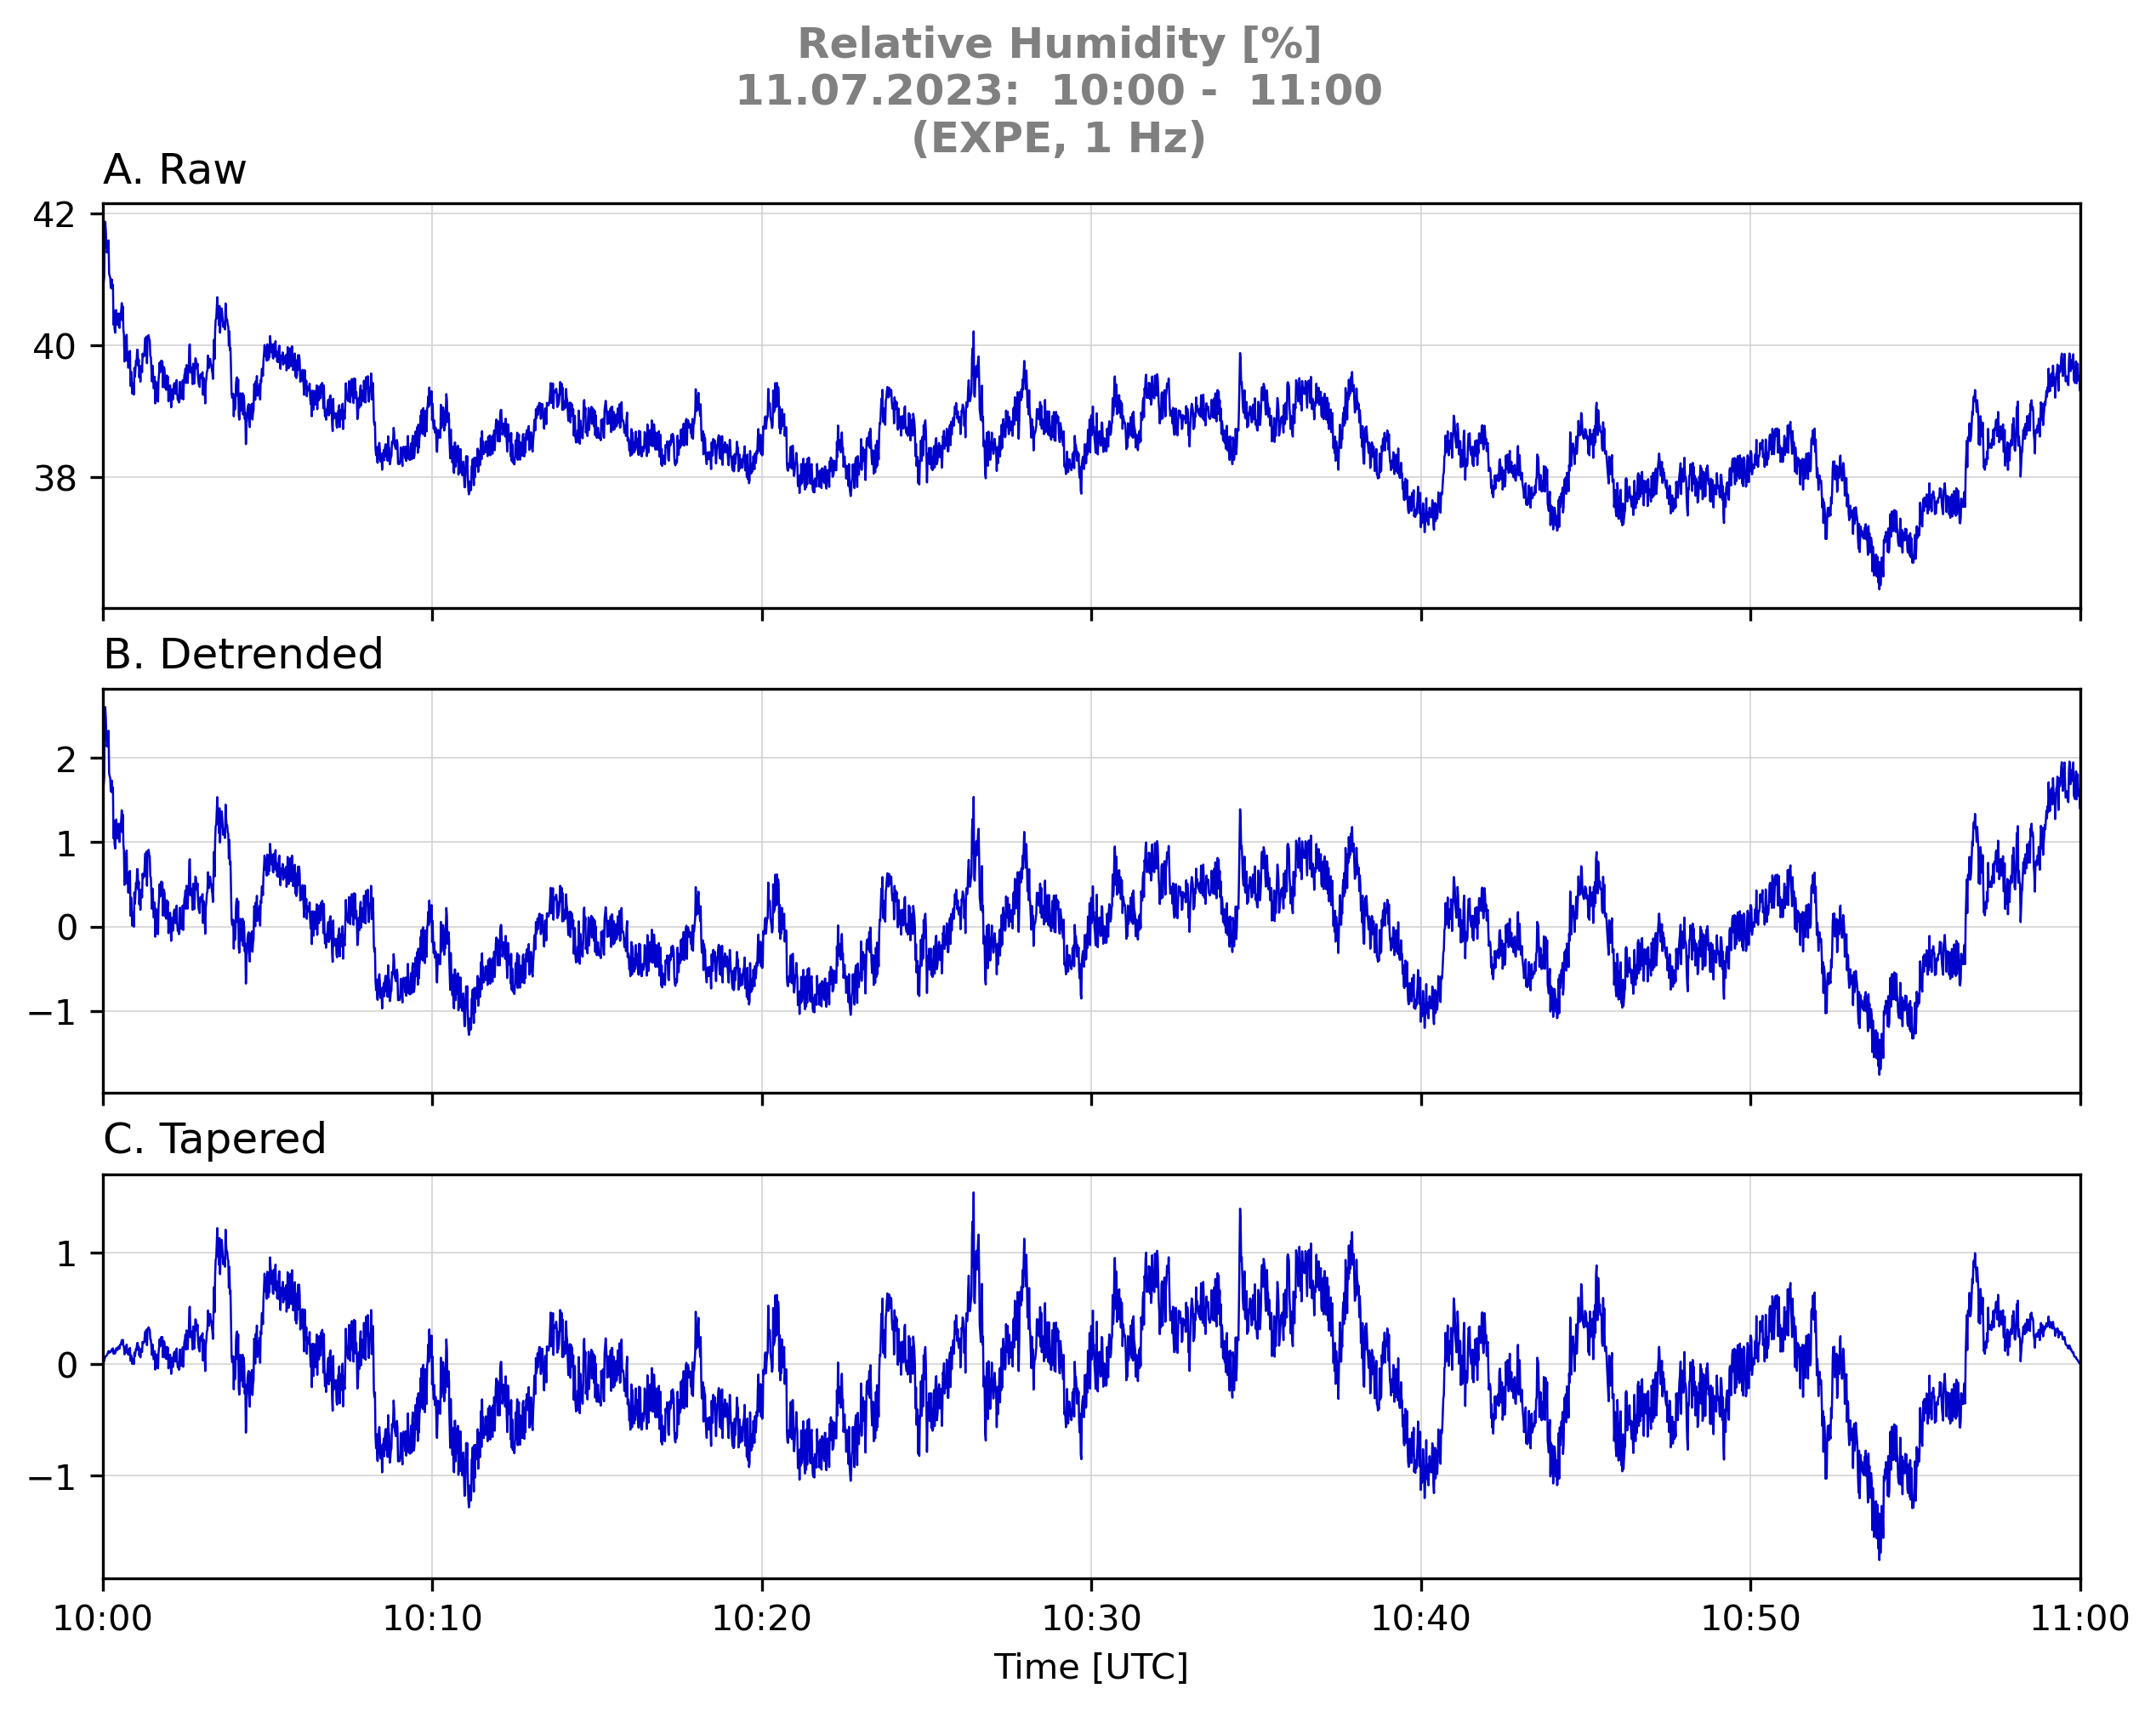 Relative Humidity [%]
11.07.2023:  10:00 -  11:00
(EXPE, 1 Hz)
A. Raw
42
40
38
B. Detrended
2
1
0
−1
C. Tapered
1
0
−1
10:00 10:10 10:20 10:30 10:40 10:50 11:00
Time [UTC]